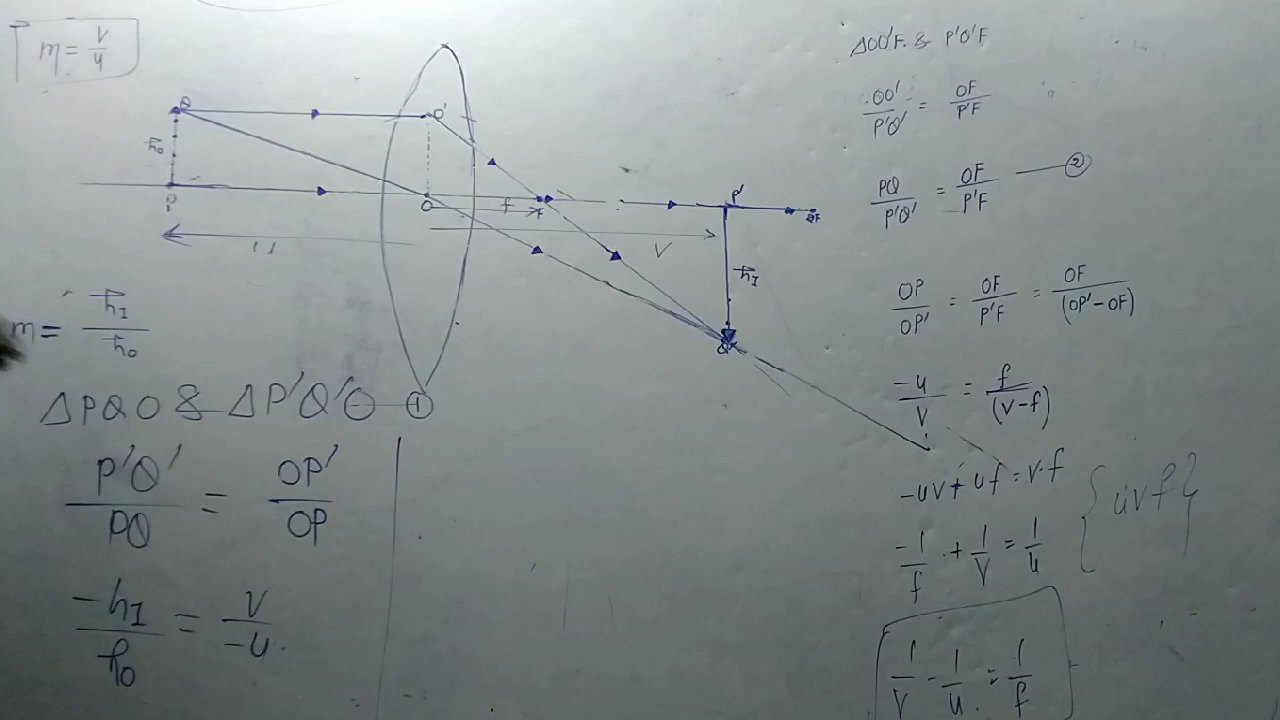 m = v/u
Q
O'
h₀
P
O
f
P'
2F
u
v
h_I
Q'
m = h_I/h₀
ΔPQO & ΔP'Q'O — ①
P'Q'/PQ = OP'/OP
-h_I/h₀ = v/-u
ΔOO'F & P'O'F
OO'/P'Q' = OF/P'F
PQ/P'Q' = OF/P'F — ②
OP/OP' = OF/P'F = OF/(OP'-OF)
-u/v = f/(v-f)
-uv + uf = v·f {uvf}
-1/f + 1/v = 1/u
1/v - 1/u = 1/f